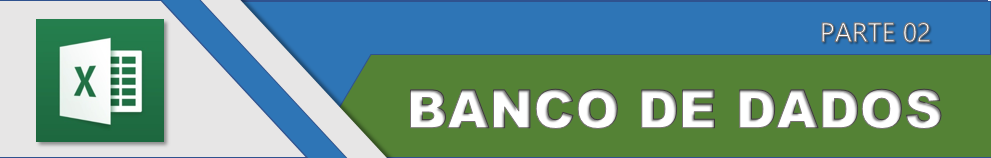 PARTE 02
X
BANCO DE DADOS